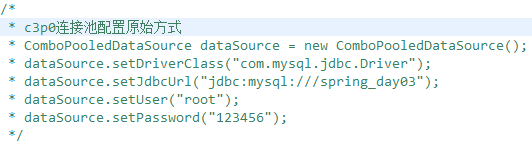 /*
* c3p0连接池配置原始方式
* ComboPooledDataSource dataSource = new ComboPooledDataSource();
* dataSource.setDriverClass("com.mysql.jdbc.Driver");
* dataSource.setJdbcUrl("jdbc:mysql:///spring_day03");
* dataSource.setUser("root");
* dataSource.setPassword("123456");
*/